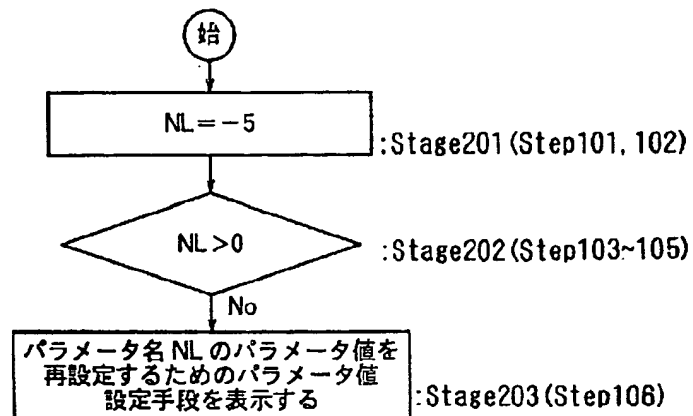 始
NL=-5
:Stage201(Step101, 102)
NL>0
:Stage202(Step103~105)
No
パラメータ名NLのパラメータ値を
再設定するためのパラメータ値
設定手段を表示する
:Stage203(Step106)